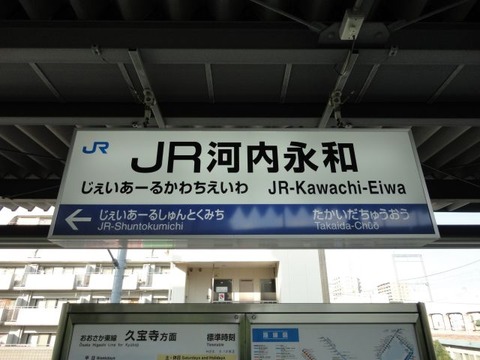 JR
JR河内永和
じぇいあーるかわちえいわ JR-Kawachi-Eiwa
じぇいあーるしゅんとくみち たかいだちゅうおう
JR-Shuntokumichi Takaida-Chūō
おおさか東線 久宝寺方面 標準時刻